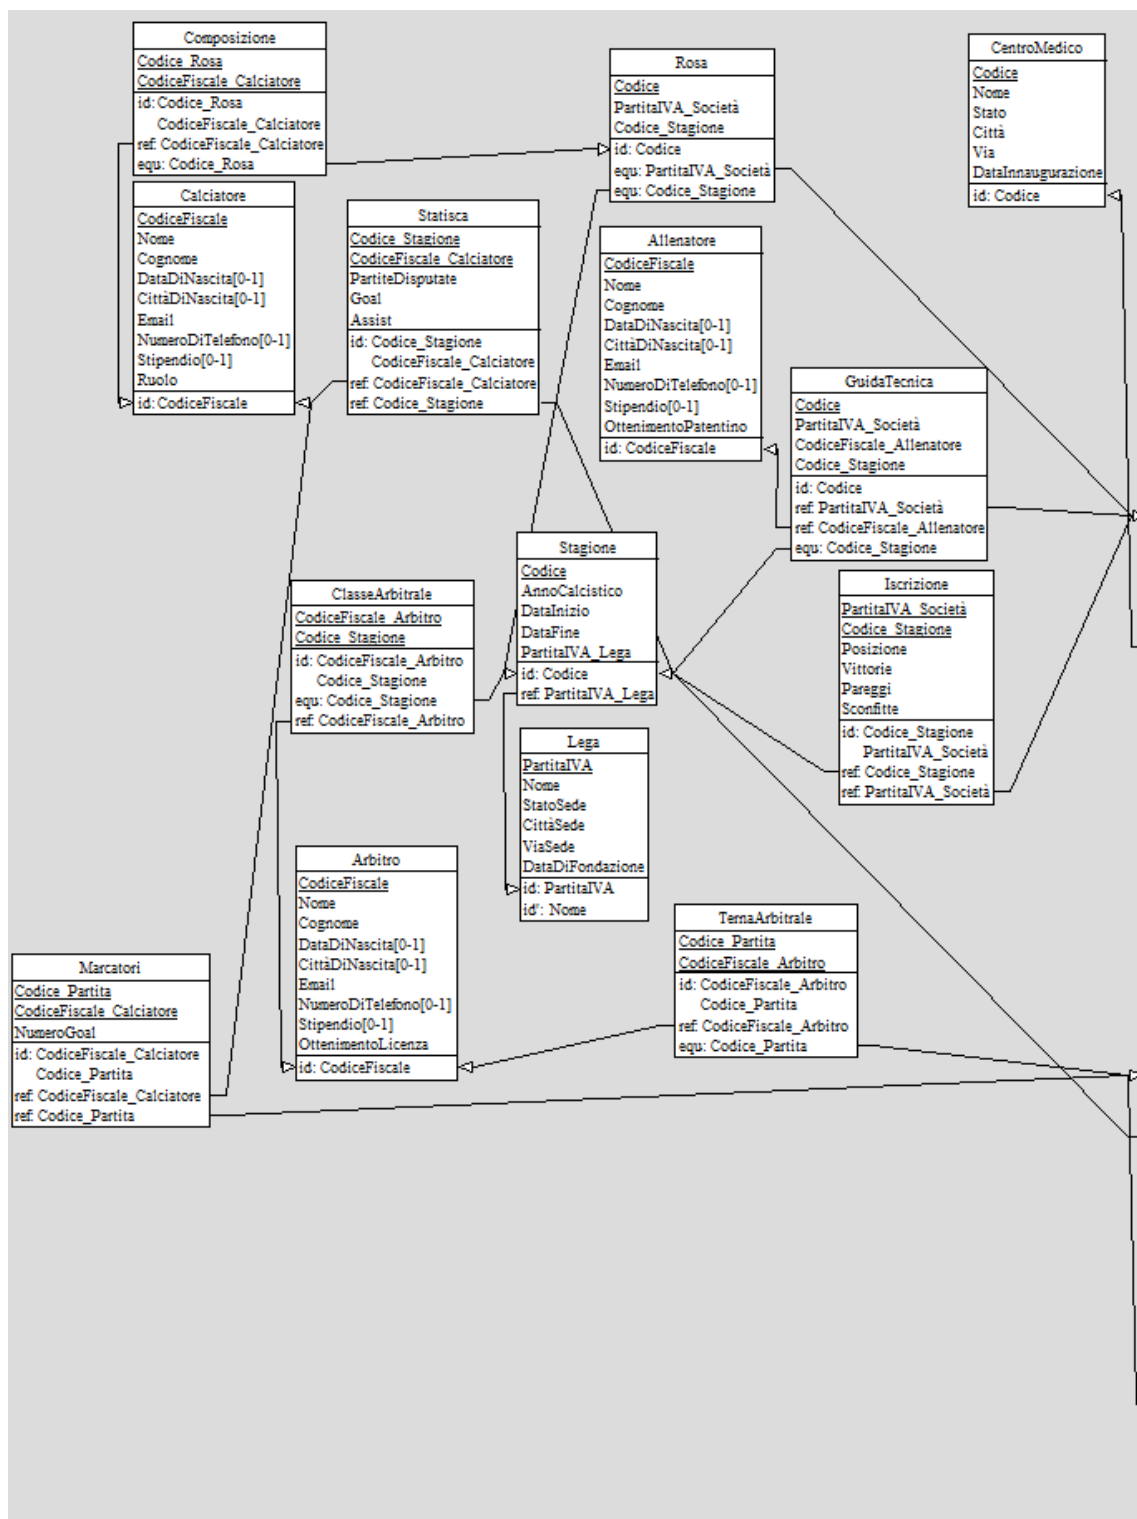 Composizione
Codice_Rosa
CodiceFiscale_Calciatore
id: Codice_Rosa
CodiceFiscale_Calciatore
ref: CodiceFiscale_Calciatore
equ: Codice_Rosa
Calciatore
CodiceFiscale
Nome
Cognome
DataDiNascita[0-1]
CittàDiNascita[0-1]
Email
NumeroDiTelefono[0-1]
Stipendio[0-1]
Ruolo
id: CodiceFiscale
Statisca
Codice_Stagione
CodiceFiscale_Calciatore
PartiteDisputate
Goal
Assist
id: Codice_Stagione
CodiceFiscale_Calciatore
ref: CodiceFiscale_Calciatore
ref: Codice_Stagione
Rosa
Codice
PartitaIVA_Società
Codice_Stagione
id: Codice
equ: PartitaIVA_Società
equ: Codice_Stagione
CentroMedico
Codice
Nome
Stato
Città
Via
DataInnaugurazione
id: Codice
Allenatore
CodiceFiscale
Nome
Cognome
DataDiNascita[0-1]
CittàDiNascita[0-1]
Email
NumeroDiTelefono[0-1]
Stipendio[0-1]
OttenimentoPatentino
id: CodiceFiscale
GuidaTecnica
Codice
PartitaIVA_Società
CodiceFiscale_Allenatore
Codice_Stagione
id: Codice
ref: PartitaIVA_Società
ref: CodiceFiscale_Allenatore
equ: Codice_Stagione
Stagione
Codice
AnnoCalcistico
DataInizio
DataFine
PartitaIVA_Lega
id: Codice
ref: PartitaIVA_Lega
ClasseArbitrale
CodiceFiscale_Arbitro
Codice_Stagione
id: CodiceFiscale_Arbitro
Codice_Stagione
equ: Codice_Stagione
ref: CodiceFiscale_Arbitro
Iscrizione
PartitaIVA_Società
Codice_Stagione
Posizione
Vittorie
Pareggi
Sconfitte
id: Codice_Stagione
PartitaIVA_Società
ref: Codice_Stagione
ref: PartitaIVA_Società
Lega
PartitaIVA
Nome
StatoSede
CittàSede
ViaSede
DataDiFondazione
id: PartitaIVA
id': Nome
Arbitro
CodiceFiscale
Nome
Cognome
DataDiNascita[0-1]
CittàDiNascita[0-1]
Email
NumeroDiTelefono[0-1]
Stipendio[0-1]
OttenimentoLicenza
id: CodiceFiscale
TernaArbitrale
Codice_Partita
CodiceFiscale_Arbitro
id: CodiceFiscale_Arbitro
Codice_Partita
ref: CodiceFiscale_Arbitro
equ: Codice_Partita
Marcatori
Codice_Partita
CodiceFiscale_Calciatore
NumeroGoal
id: CodiceFiscale_Calciatore
Codice_Partita
ref: CodiceFiscale_Calciatore
ref: Codice_Partita